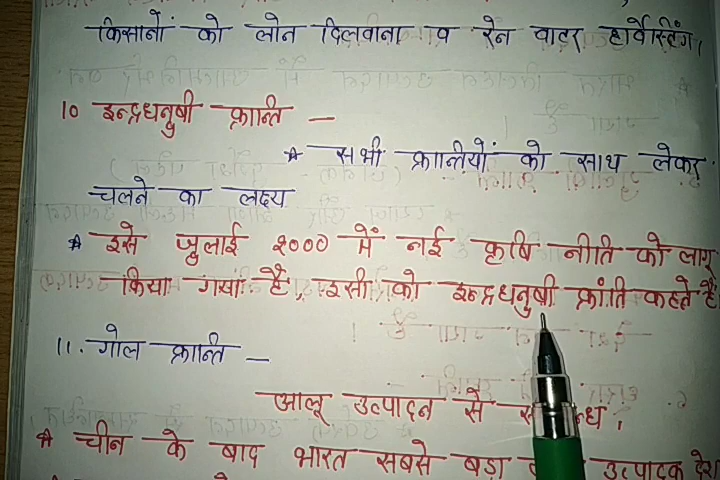 किसानों को लोन दिलवाना व रेन वाटर हार्वेस्टिंग,
10 इन्द्रधनुषी क्रान्ति —
* सभी क्रान्तियों को साथ लेकर
चलने का लक्ष्य
* इसे जुलाई २००० में नई कृषि नीति को लागू
किया गया है, इसी को इन्द्रधनुषी क्रांति कहते है
11. गोल क्रान्ति —
आलू उत्पादन से
* चीन के बाद भारत सबसे बड़ा उत्पादक देश